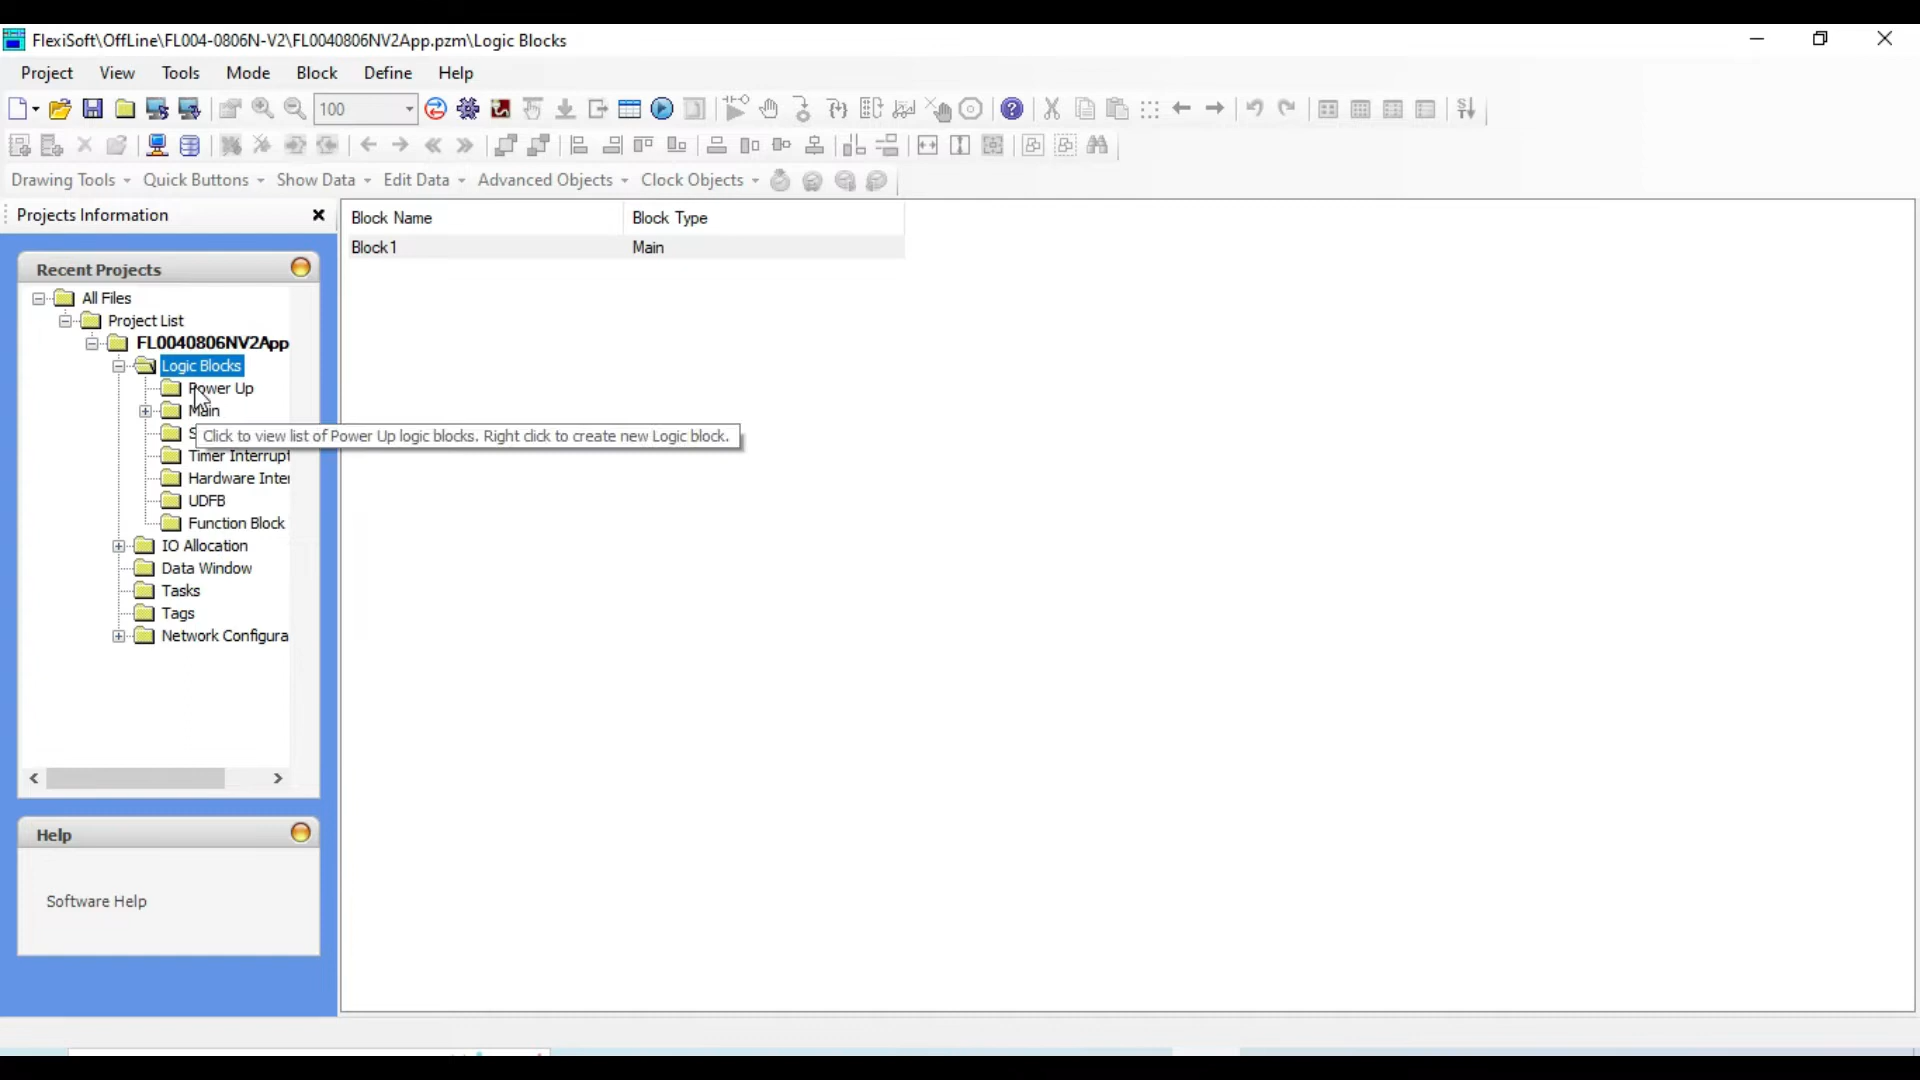 FlexiSoft\OffLine\FL004-0806N-V2\FL0040806NV2App.pzm\Logic Blocks
Project View Tools Mode Block Define Help
100
Drawing Tools Quick Buttons Show Data Edit Data Advanced Objects Clock Objects
Projects Information
Block Name Block Type
Block1 Main
Recent Projects
All Files
Project List
FL0040806NV2App
Logic Blocks
Power Up
Main
Click to view list of Power Up logic blocks. Right click to create new Logic block.
Timer Interrupt
Hardware Inte
UDFB
Function Block
IO Allocation
Data Window
Tasks
Tags
Network Configura
Help
Software Help